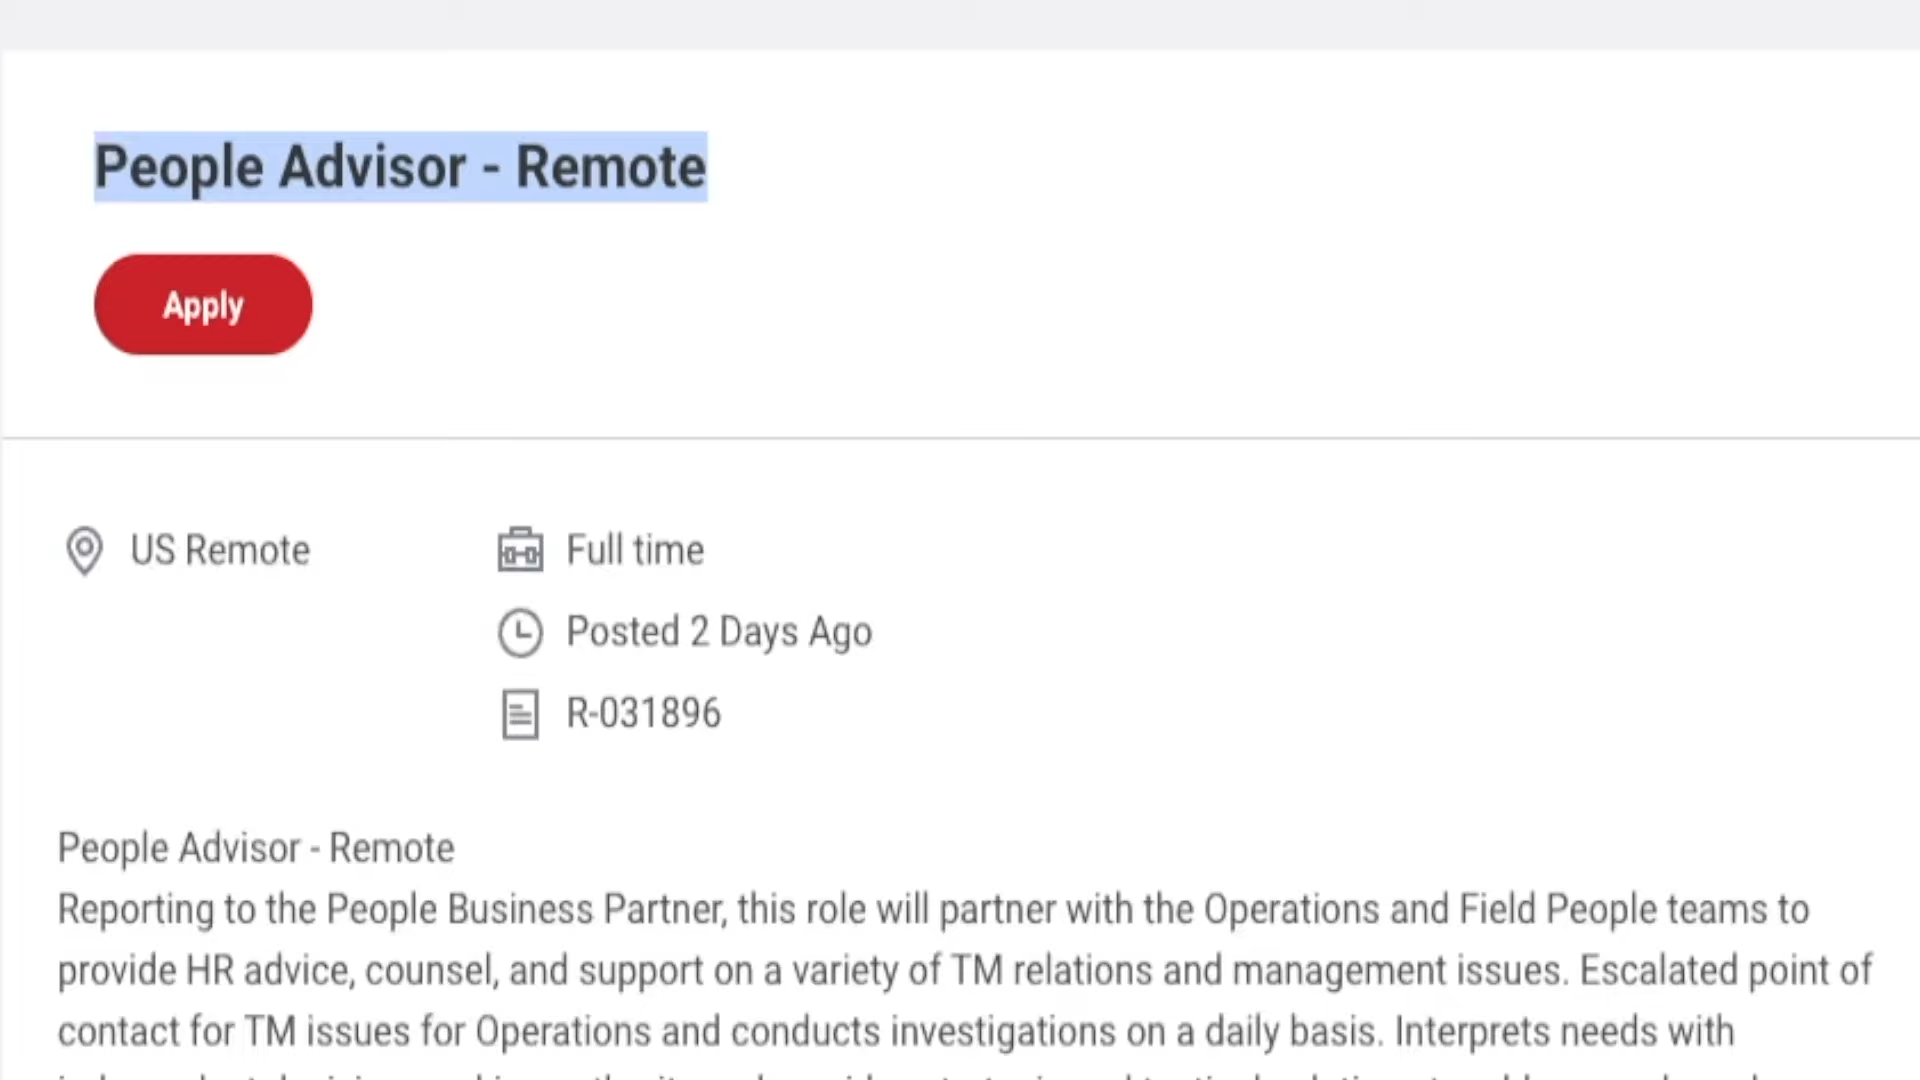 People Advisor - Remote
Apply
US Remote
Full time
Posted 2 Days Ago
R-031896
People Advisor - Remote
Reporting to the People Business Partner, this role will partner with the Operations and Field People teams to
provide HR advice, counsel, and support on a variety of TM relations and management issues. Escalated point of
contact for TM issues for Operations and conducts investigations on a daily basis. Interprets needs with